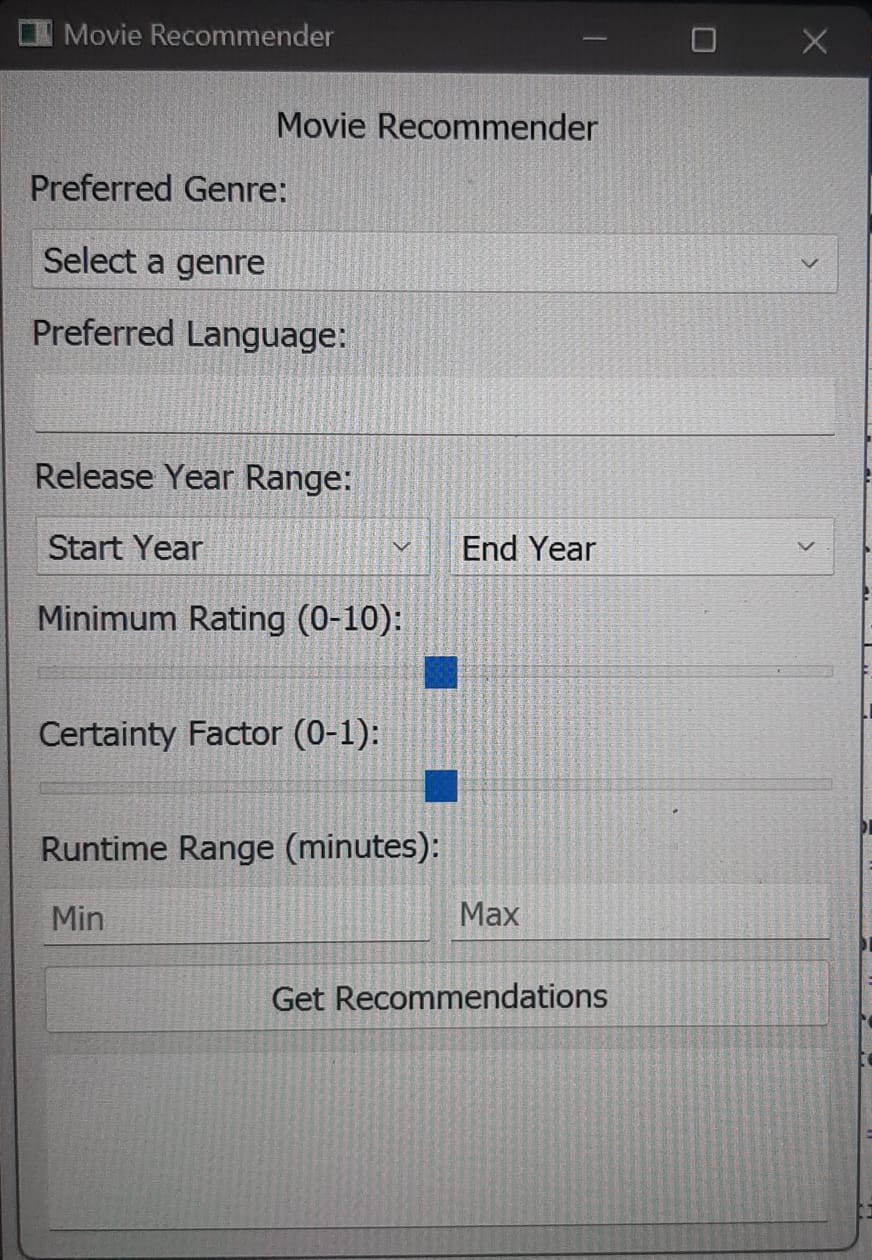 Movie Recommender
Movie Recommender
Preferred Genre:
Select a genre
Preferred Language:
Release Year Range:
Start Year End Year
Minimum Rating (0-10):
Certainty Factor (0-1):
Runtime Range (minutes):
Min Max
Get Recommendations